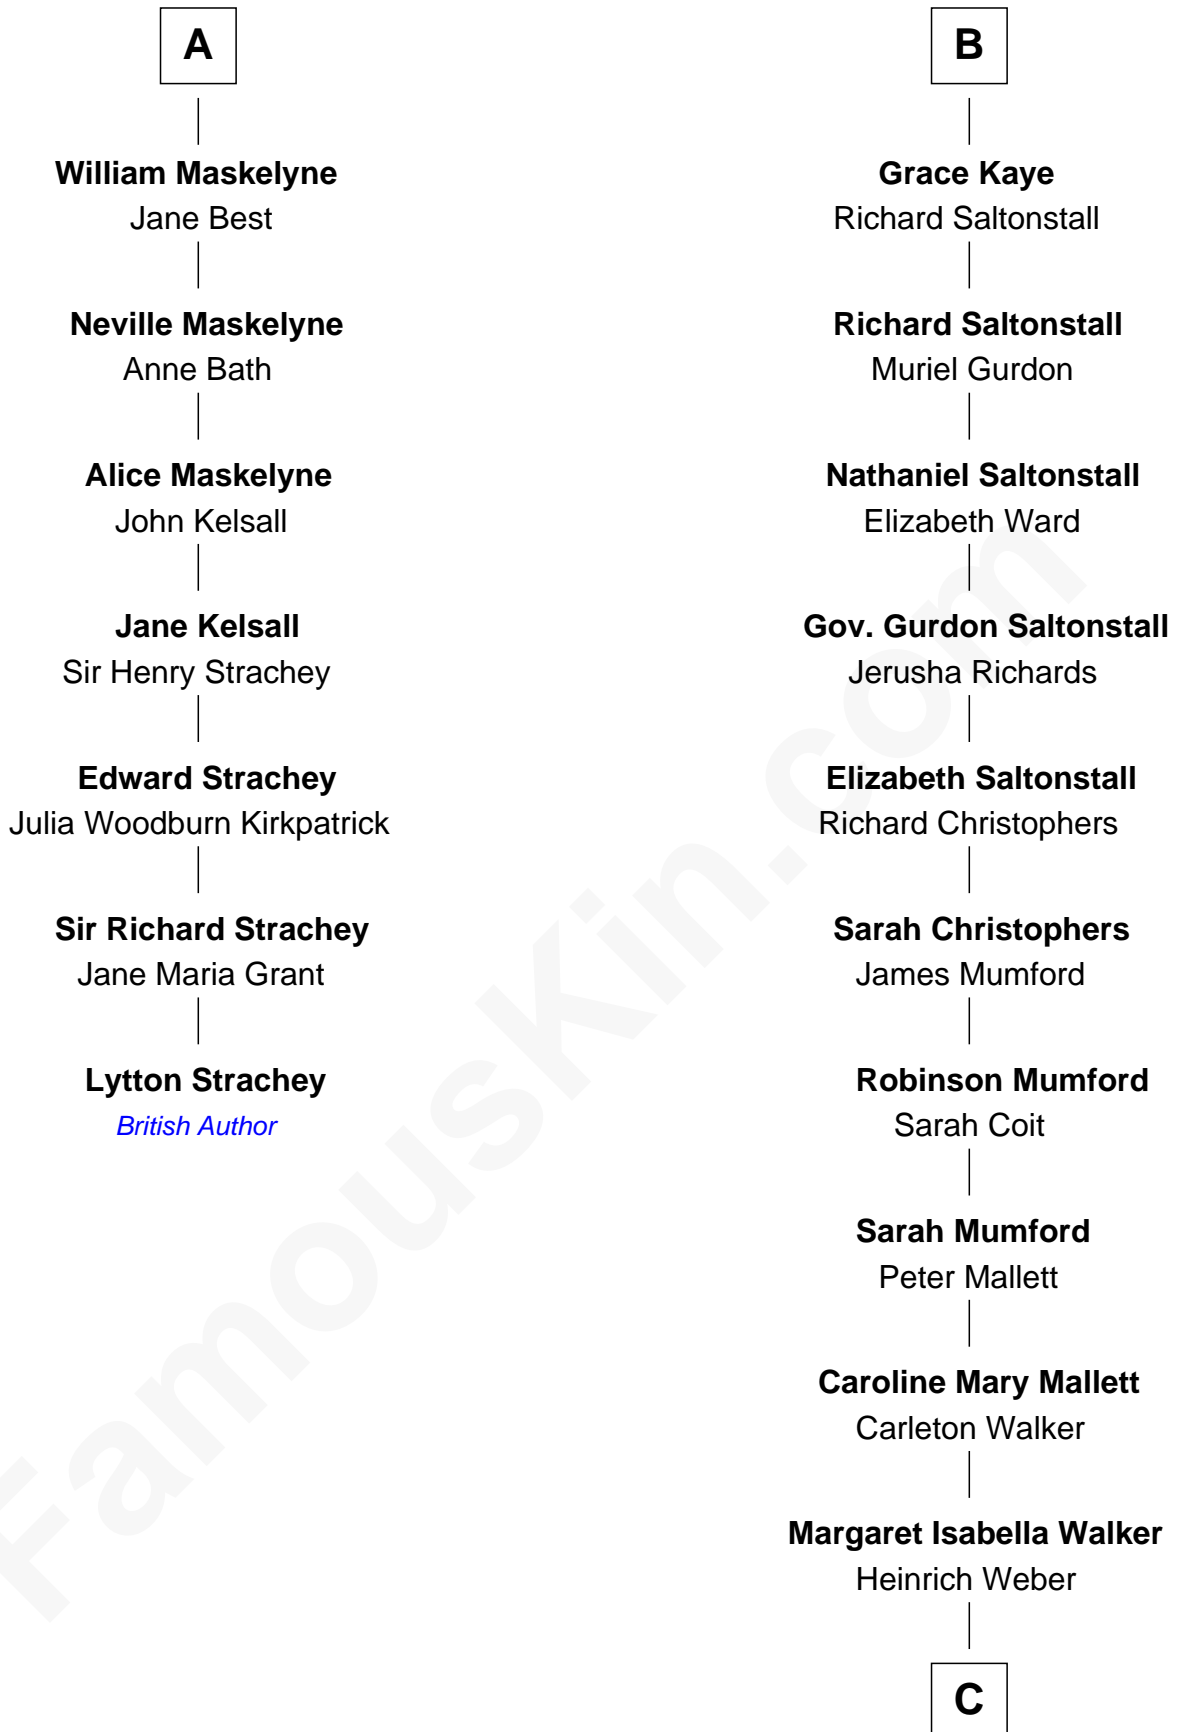 A
William Maskelyne
Jane Best
Neville Maskelyne
Anne Bath
Alice Maskelyne
John Kelsall
Jane Kelsall
Sir Henry Strachey
Edward Strachey
Julia Woodburn Kirkpatrick
Sir Richard Strachey
Jane Maria Grant
Lytton Strachey
British Author
B
Grace Kaye
Richard Saltonstall
Richard Saltonstall
Muriel Gurdon
Nathaniel Saltonstall
Elizabeth Ward
Gov. Gurdon Saltonstall
Jerusha Richards
Elizabeth Saltonstall
Richard Christophers
Sarah Christophers
James Mumford
Robinson Mumford
Sarah Coit
Sarah Mumford
Peter Mallett
Caroline Mary Mallett
Carleton Walker
Margaret Isabella Walker
Heinrich Weber
C
FamousKin.com